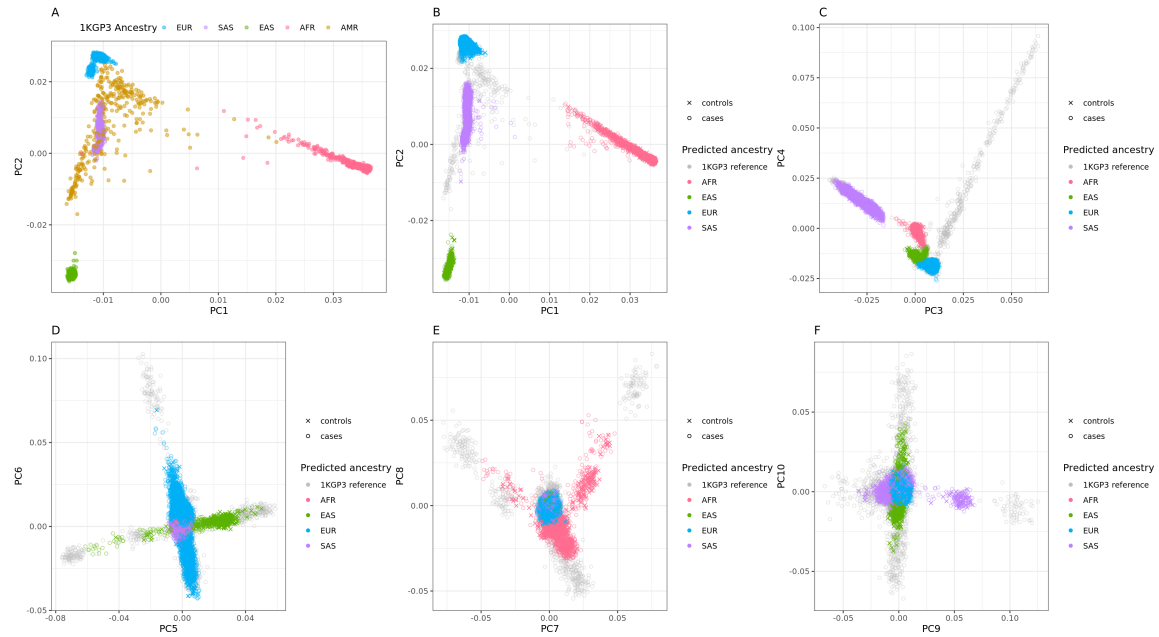 A
1KGP3 Ancestry EUR SAS EAS AFR AMR
0.02
0.00
-0.02
PC2
-0.01 0.00 0.01 0.02 0.03
PC1
B
0.02
0.00
-0.02
PC2
-0.01 0.00 0.01 0.02 0.03
PC1
controls
cases
Predicted ancestry
1KGP3 reference
AFR
EAS
EUR
SAS
C
0.100
0.075
0.050
0.025
0.000
-0.025
PC4
-0.025 0.000 0.025 0.050
PC3
controls
cases
Predicted ancestry
1KGP3 reference
AFR
EAS
EUR
SAS
D
0.10
0.05
0.00
-0.05
PC6
-0.08 -0.04 0.00 0.04
PC5
controls
cases
Predicted ancestry
1KGP3 reference
AFR
EAS
EUR
SAS
E
0.05
0.00
-0.05
PC8
-0.05 0.00 0.05
PC7
controls
cases
Predicted ancestry
1KGP3 reference
AFR
EAS
EUR
SAS
F
0.05
0.00
-0.05
PC10
-0.05 0.00 0.05 0.10
PC9
controls
cases
Predicted ancestry
1KGP3 reference
AFR
EAS
EUR
SAS